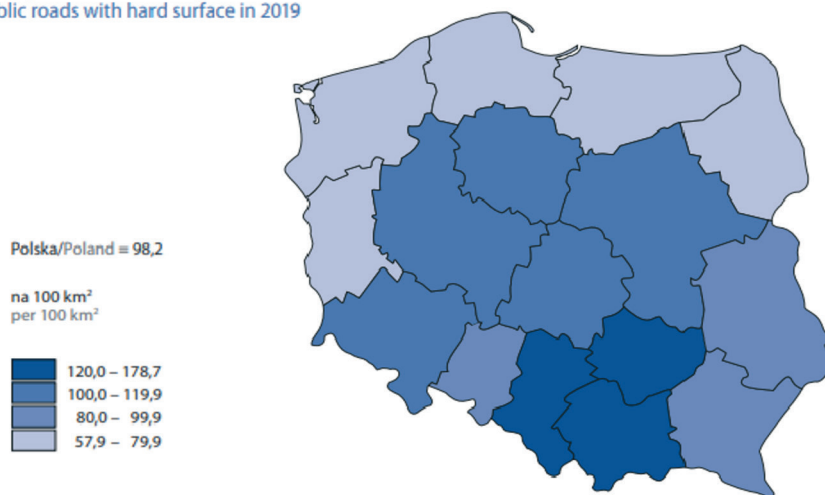 blic roads with hard surface in 2019
Polska/Poland = 98,2
na 100 km²
per 100 km²
120,0 – 178,7
100,0 – 119,9
80,0 – 99,9
57,9 – 79,9